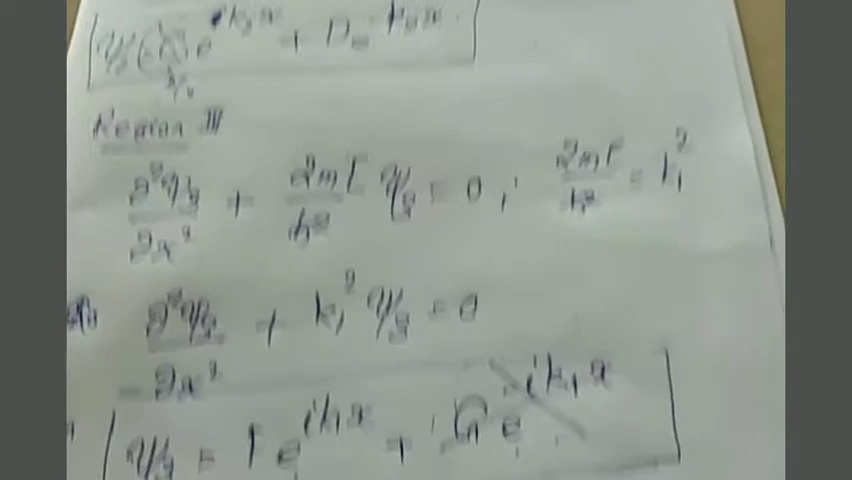 Region III
∂²ψ₃/∂x² + 2mE/ħ² ψ₃ = 0 , 2mE/ħ² = k₁²
∂²ψ₃/∂x² + k₁² ψ₃ = 0
ψ₃ = F e^{ik₁x} + G e^{-ik₁x}